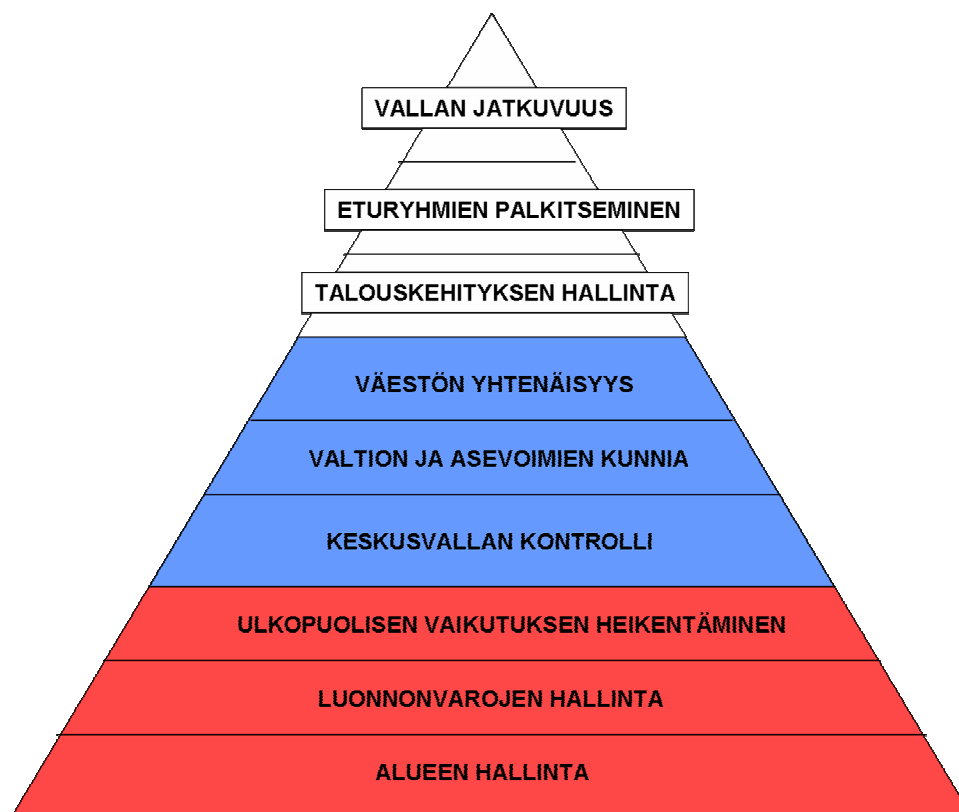 VALLAN JATKUVUUS
ETURYHMIEN PALKITSEMINEN
TALOUSKEHITYKSEN HALLINTA
VÄESTÖN YHTENÄISYYS
VALTION JA ASEVOIMIEN KUNNIA
KESKUSVALLAN KONTROLLI
ULKOPUOLISEN VAIKUTUKSEN HEIKENTÄMINEN
LUONNONVAROJEN HALLINTA
ALUEEN HALLINTA